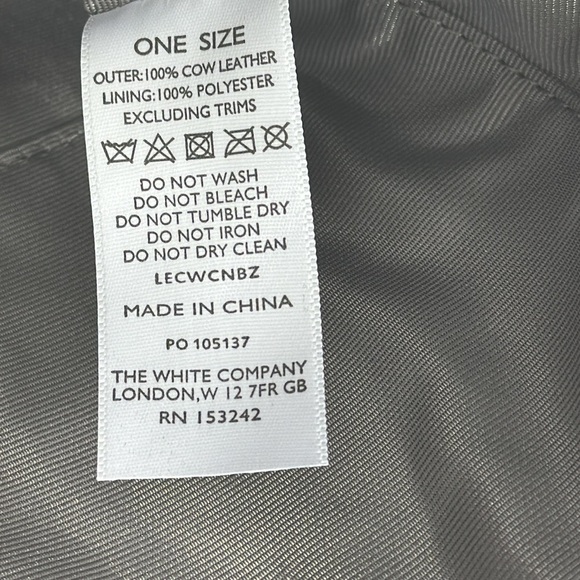 ONE SIZE
OUTER:100% COW LEATHER
LINING:100% POLYESTER
EXCLUDING TRIMS
DO NOT WASH
DO NOT BLEACH
DO NOT TUMBLE DRY
DO NOT IRON
DO NOT DRY CLEAN
LECWCNBZ
MADE IN CHINA
PO 105137
THE WHITE COMPANY
LONDON,W 12 7FR GB
RN 153242